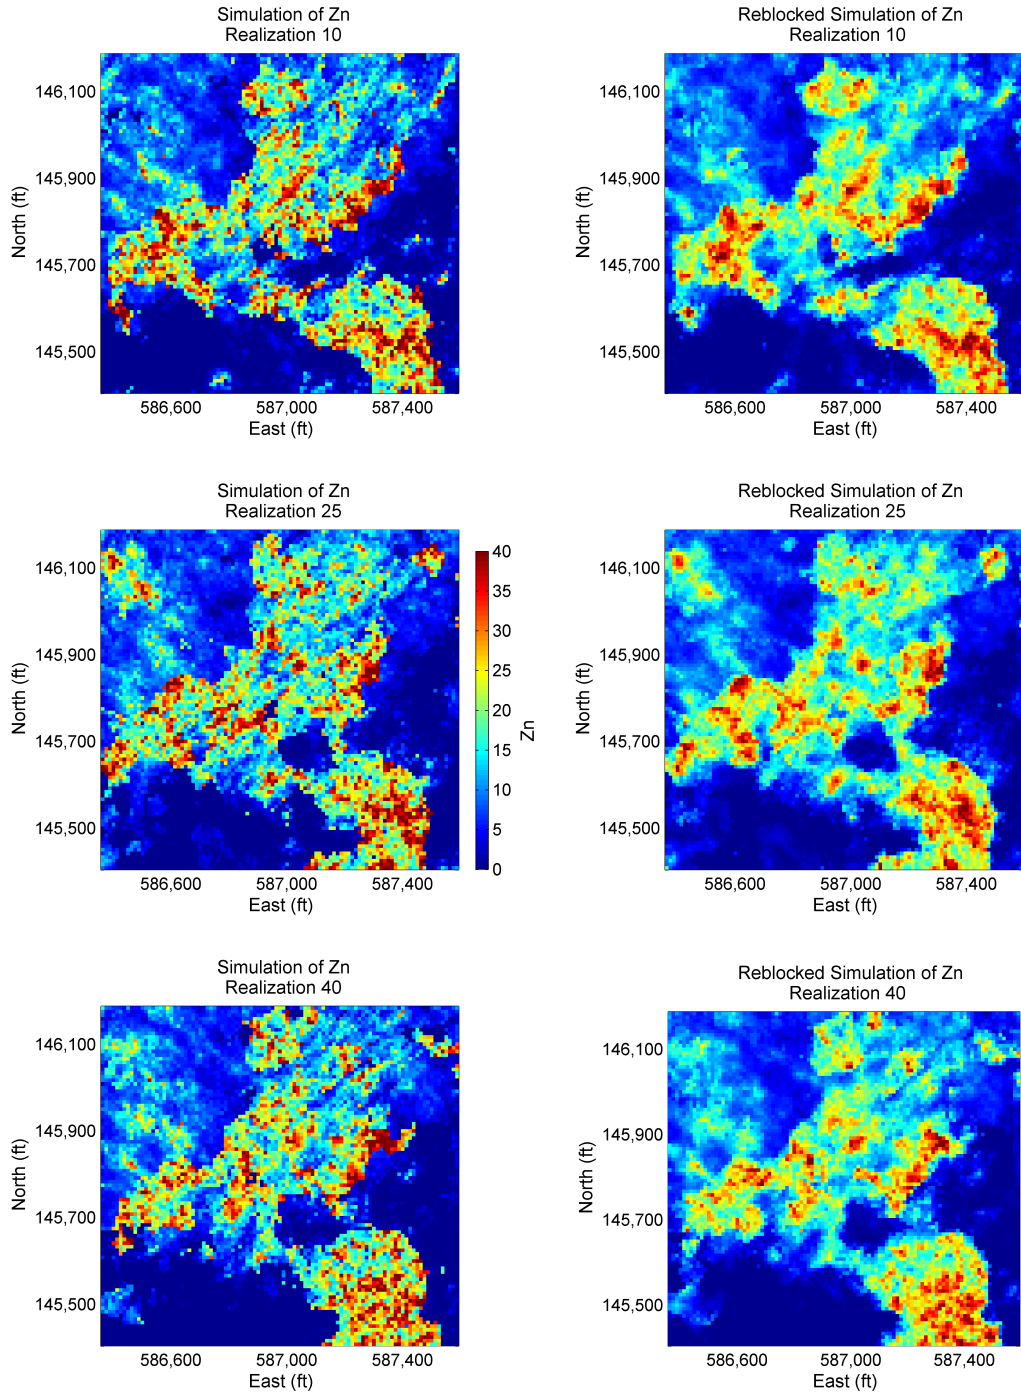 Simulation of Zn
Realization 10
North (ft)
146,100
145,900
145,700
145,500
586,600
587,000
587,400
East (ft)
Reblocked Simulation of Zn
Realization 10
North (ft)
146,100
145,900
145,700
145,500
586,600
587,000
587,400
East (ft)
Simulation of Zn
Realization 25
North (ft)
146,100
145,900
145,700
145,500
586,600
587,000
587,400
East (ft)
40
35
30
25
20
15
10
5
0
Zn
Reblocked Simulation of Zn
Realization 25
North (ft)
146,100
145,900
145,700
145,500
586,600
587,000
587,400
East (ft)
Simulation of Zn
Realization 40
North (ft)
146,100
145,900
145,700
145,500
586,600
587,000
587,400
East (ft)
Reblocked Simulation of Zn
Realization 40
North (ft)
146,100
145,900
145,700
145,500
586,600
587,000
587,400
East (ft)